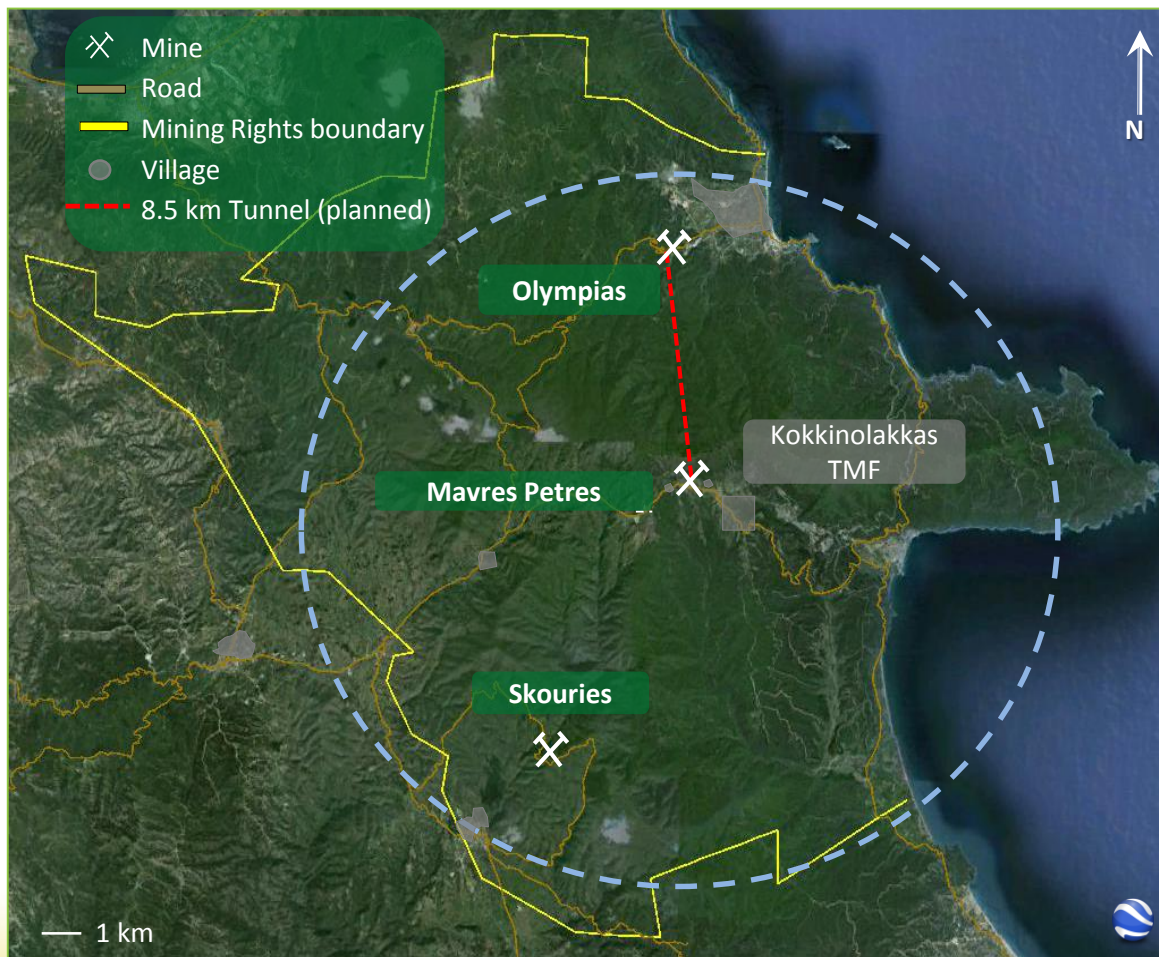 Mine
Road
Mining Rights boundary
Village
8.5 km Tunnel (planned)
N
Olympias
Kokkinolakkas
TMF
Mavres Petres
Skouries
1 km